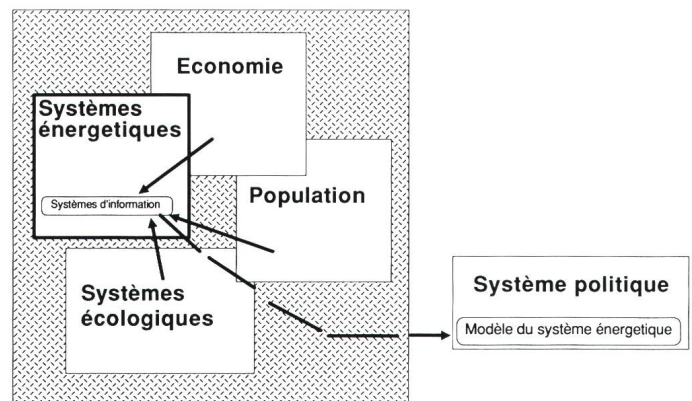 Economie
Systèmes
énergetiques
Systèmes d'information
Population
Systèmes
écologiques
Système politique
Modèle du système énergetique